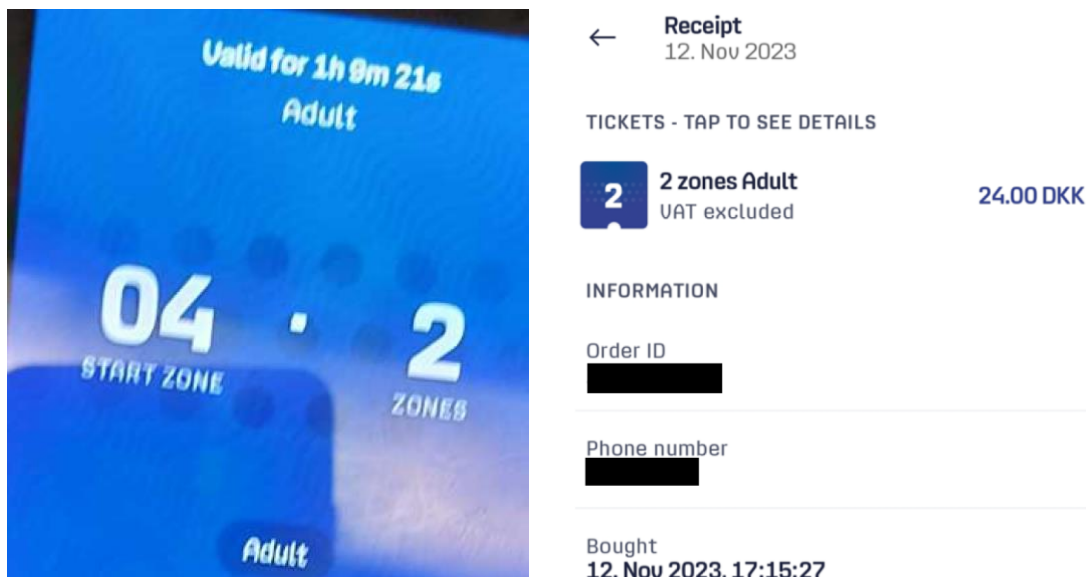 Valid for 1h 9m 21s
Adult
04 · 2
START ZONE
ZONES
Adult
Receipt
12. Nov 2023
TICKETS - TAP TO SEE DETAILS
2
2 zones Adult
VAT excluded
24.00 DKK
INFORMATION
Order ID
Phone number
Bought
12. Nov 2023, 17:15:27